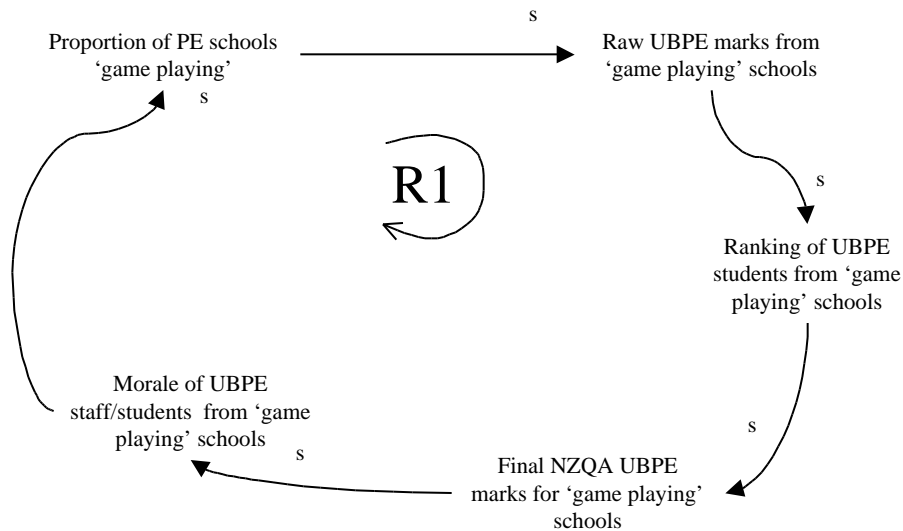 s
Proportion of PE schools
‘game playing’
s
Raw UBPE marks from
‘game playing’ schools
s
R1
Ranking of UBPE
students from ‘game
playing’ schools
s
Final NZQA UBPE
marks for ‘game playing’
schools
s
Morale of UBPE
staff/students from ‘game
playing’ schools